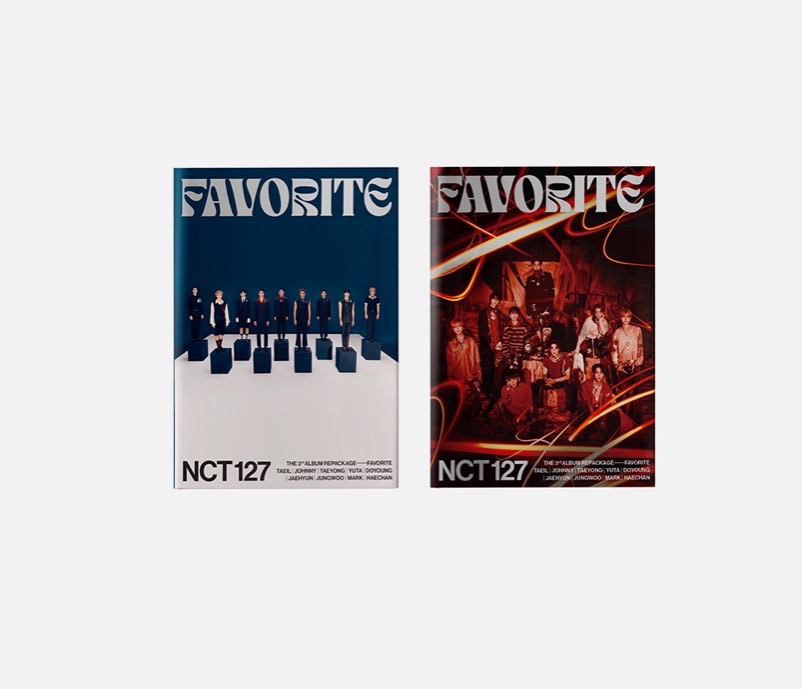 FAVORITE
NCT 127
THE 3rd ALBUM REPACKAGE——FAVORITE
TAEIL | JOHNNY | TAEYONG | YUTA | DOYOUNG
| JAEHYUN | JUNGWOO | MARK | HAECHAN
FAVORITE
NCT 127
THE 3rd ALBUM REPACKAGE——FAVORITE
TAEIL | JOHNNY | TAEYONG | YUTA | DOYOUNG
| JAEHYUN | JUNGWOO | MARK | HAECHAN